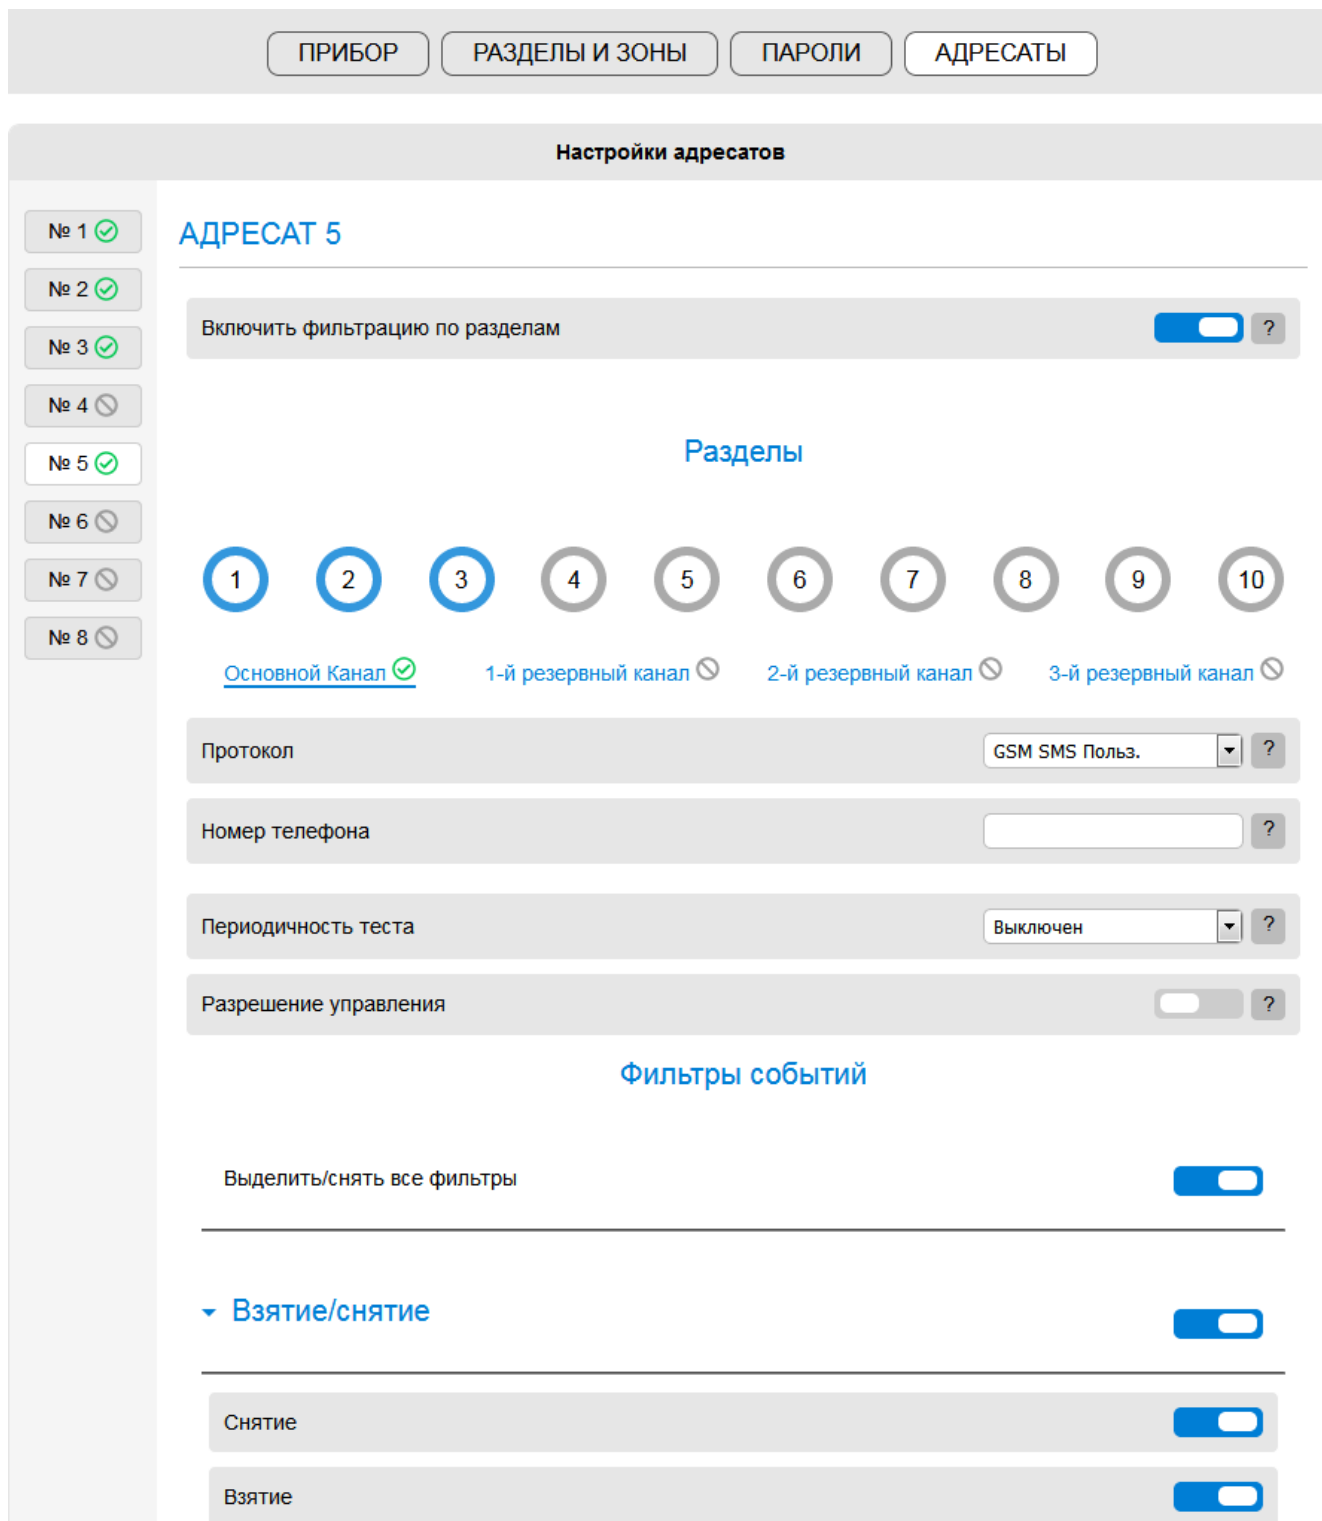 ПРИБОР РАЗДЕЛЫ И ЗОНЫ ПАРОЛИ АДРЕСАТЫ
Настройки адресатов
№ 1
№ 2
№ 3
№ 4
№ 5
№ 6
№ 7
№ 8
АДРЕСАТ 5
Включить фильтрацию по разделам ?
Разделы
1 2 3 4 5 6 7 8 9 10
Основной Канал 1-й резервный канал 2-й резервный канал 3-й резервный канал
Протокол GSM SMS Польз. ?
Номер телефона ?
Периодичность теста Выключен ?
Разрешение управления ?
Фильтры событий
Выделить/снять все фильтры
Взятие/снятие
Снятие
Взятие